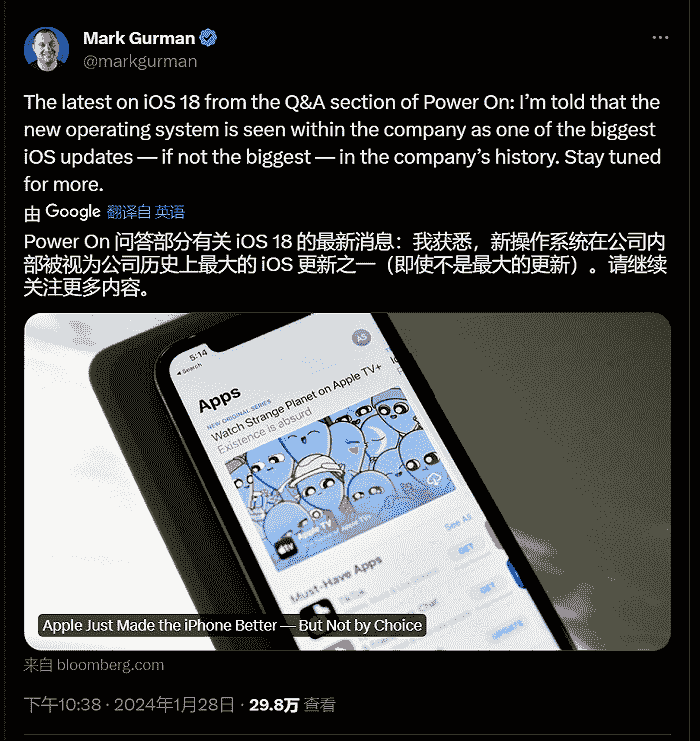 Mark Gurman
@markgurman
The latest on iOS 18 from the Q&A section of Power On: I’m told that the
new operating system is seen within the company as one of the biggest
iOS updates — if not the biggest — in the company’s history. Stay tuned
for more.
由 Google 翻译自 英语
Power On 问答部分有关 iOS 18 的最新消息：我获悉，新操作系统在公司内
部被视为公司历史上最大的 iOS 更新之一（即使不是最大的更新）。请继续
关注更多内容。
5:14
Search
AS
Apps
NEW ORIGINAL SERIES
Watch Strange Planet on Apple TV+
Existence is absurd
Apple TV
See All
Must-Have Apps
GET
TikTok
GET
Chat
UPDATE
Apple Just Made the iPhone Better — But Not by Choice
来自 bloomberg.com
下午10:38 · 2024年1月28日 · 29.8万 查看